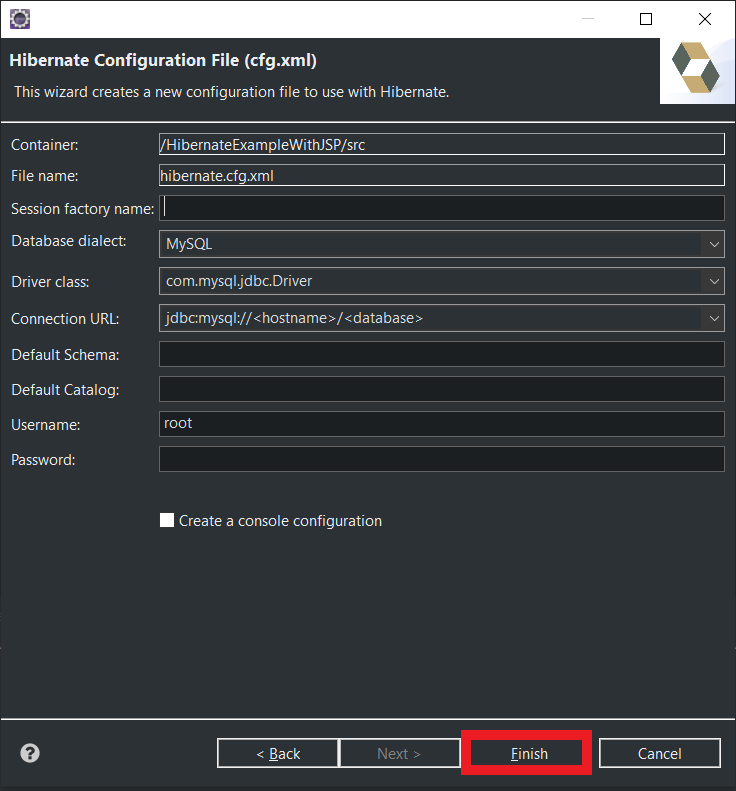 Hibernate Configuration File (cfg.xml)
This wizard creates a new configuration file to use with Hibernate.
Container: /HibernateExampleWithJSP/src
File name: hibernate.cfg.xml
Session factory name:
Database dialect: MySQL
Driver class: com.mysql.jdbc.Driver
Connection URL: jdbc:mysql://<hostname>/<database>
Default Schema:
Default Catalog:
Username: root
Password:
Create a console configuration
? < Back Next > Finish Cancel